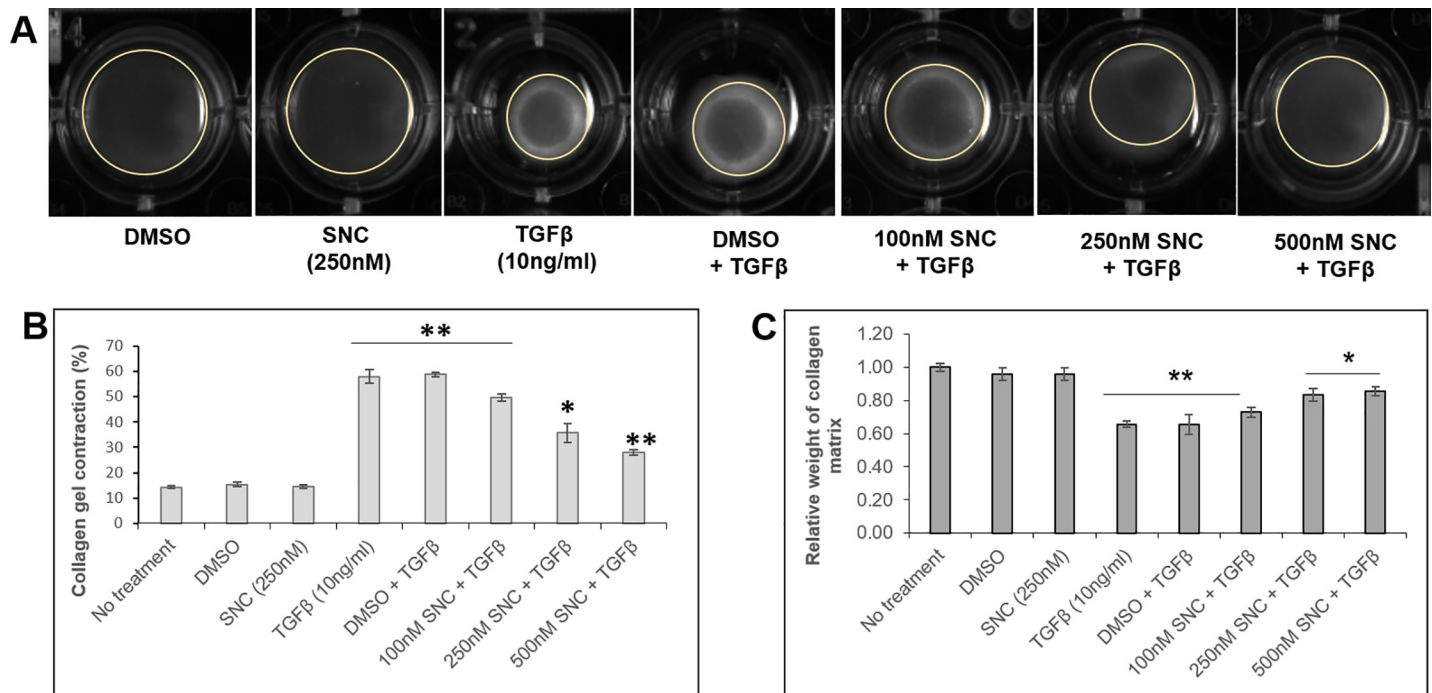 A
4
2
B2
DMSO
SNC
(250nM)
TGFβ
(10ng/ml)
DMSO
+ TGFβ
100nM SNC
+ TGFβ
250nM SNC
+ TGFβ
500nM SNC
+ TGFβ
B
Collagen gel contraction (%)
70
60
50
40
30
20
10
0
**
*
**
No treatment
DMSO
SNC (250nM)
TGFβ (10ng/ml)
DMSO + TGFβ
100nM SNC + TGFβ
250nM SNC + TGFβ
500nM SNC + TGFβ
C
Relative weight of collagen
matrix
1.20
1.00
0.80
0.60
0.40
0.20
0.00
**
*
No treatment
DMSO
SNC (250nM)
TGFβ (10ng/ml)
DMSO + TGFβ
100nM SNC + TGFβ
250nM SNC + TGFβ
500nM SNC + TGFβ